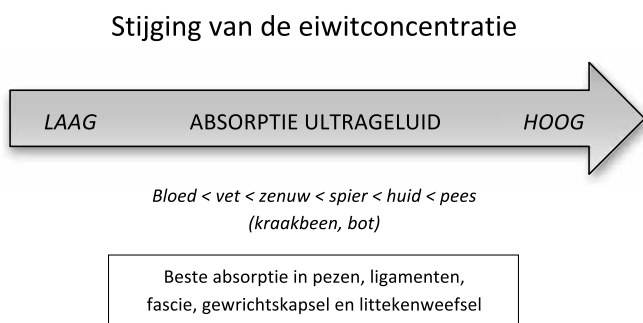 Stijging van de eiwitconcentratie
LAAG ABSORPTIE ULTRAGELUID HOOG
Bloed < vet < zenuw < spier < huid < pees
(kraakbeen, bot)
Beste absorptie in pezen, ligamenten,
fascie, gewrichtskapsel en littekenweefsel